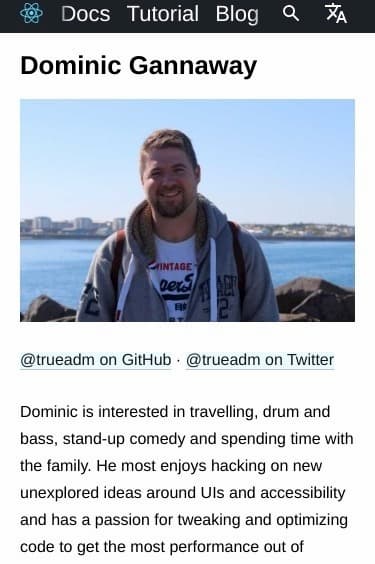 Docs Tutorial Blog
Dominic Gannaway
VINTAGE
@trueadm on GitHub · @trueadm on Twitter
Dominic is interested in travelling, drum and
bass, stand-up comedy and spending time with
the family. He most enjoys hacking on new
unexplored ideas around UIs and accessibility
and has a passion for tweaking and optimizing
code to get the most performance out of